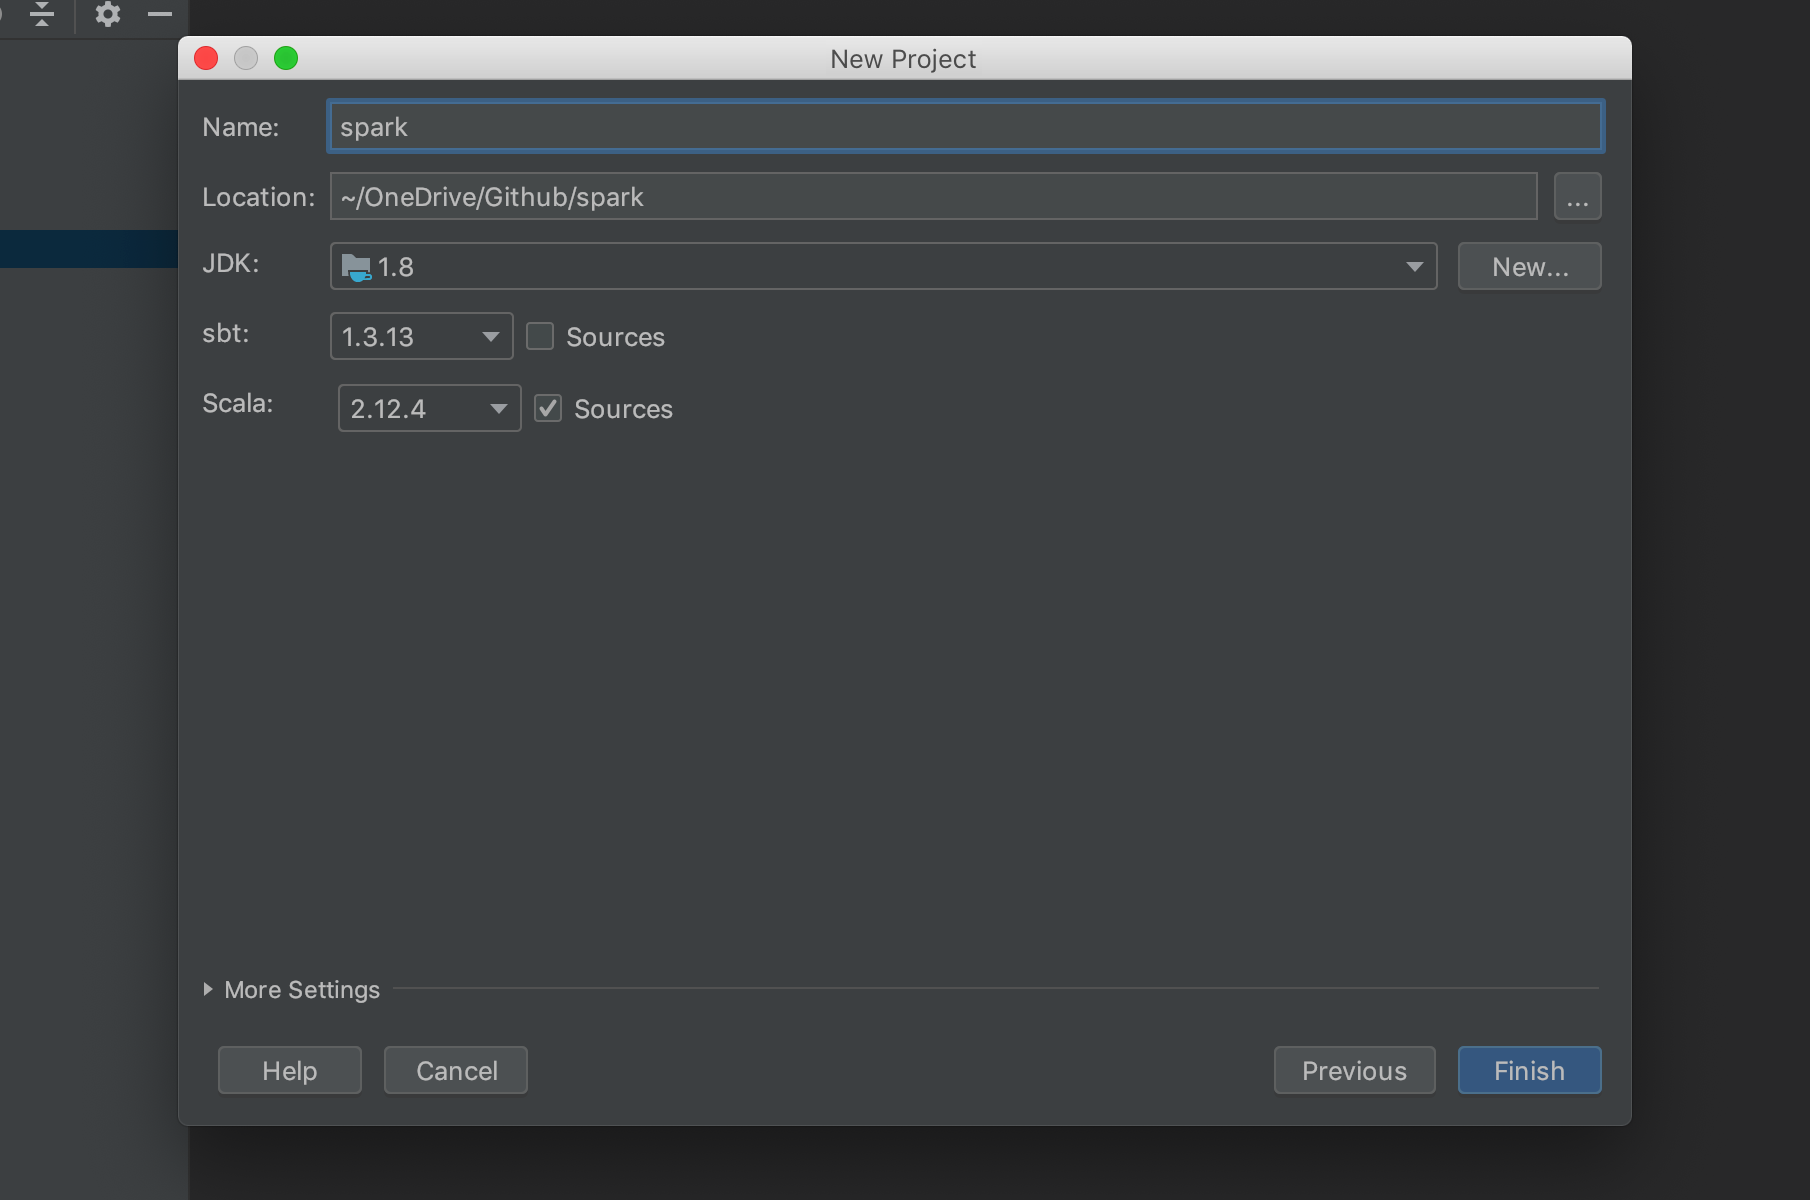 New Project
Name: spark
Location: ~/OneDrive/Github/spark ...
JDK: 1.8 New...
sbt: 1.3.13 Sources
Scala: 2.12.4 Sources
More Settings
Help Cancel Previous Finish